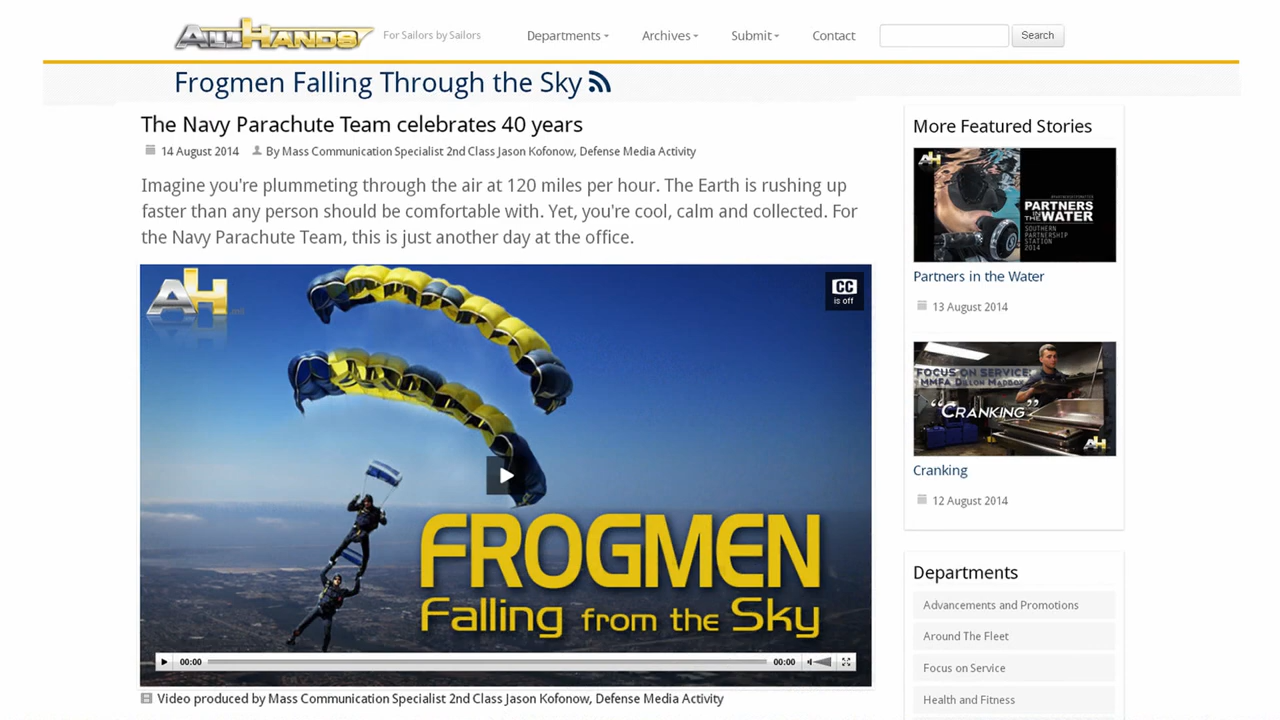 ALLHANDS For Sailors by Sailors Departments Archives Submit Contact Search
Frogmen Falling Through the Sky
The Navy Parachute Team celebrates 40 years
14 August 2014 By Mass Communication Specialist 2nd Class Jason Kofonow, Defense Media Activity
Imagine you're plummeting through the air at 120 miles per hour. The Earth is rushing up
faster than any person should be comfortable with. Yet, you're cool, calm and collected. For
the Navy Parachute Team, this is just another day at the office.
AH
CC
is off
FROGMEN
Falling from the Sky
00:00 00:00
Video produced by Mass Communication Specialist 2nd Class Jason Kofonow, Defense Media Activity
More Featured Stories
AH
PARTNERS
IN THE WATER
SOUTHERN
PARTNERSHIP
STATION
2014
Partners in the Water
13 August 2014
FOCUS ON SERVICE:
MMFA DILLON MADDOX
"CRANKING"
AH
Cranking
12 August 2014
Departments
Advancements and Promotions
Around The Fleet
Focus on Service
Health and Fitness